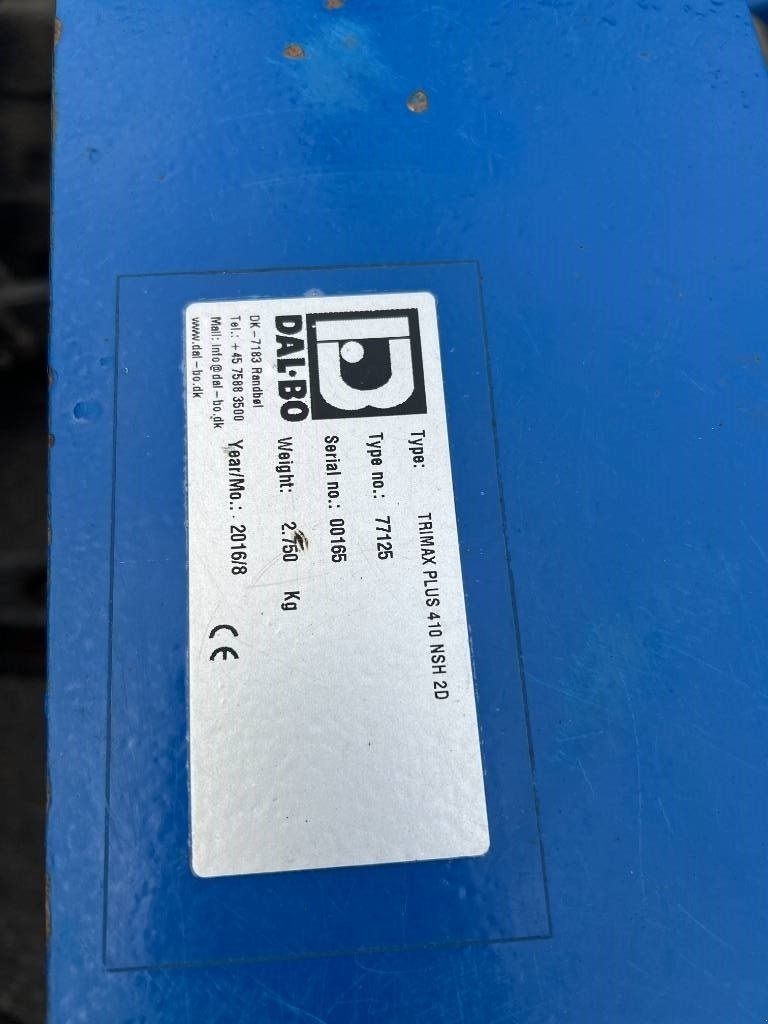 DAL·BO
DK-7183 Randbøl
Tel.: +45 7588 3500
Mail: info@dal-bo.dk
www.dal-bo.dk
Type: TRIMAX PLUS 410 NSH 2D
Type no.: 77125
Serial no.: 00165
Weight: 2.750 Kg
Year/Mo.: 2016/8
CE